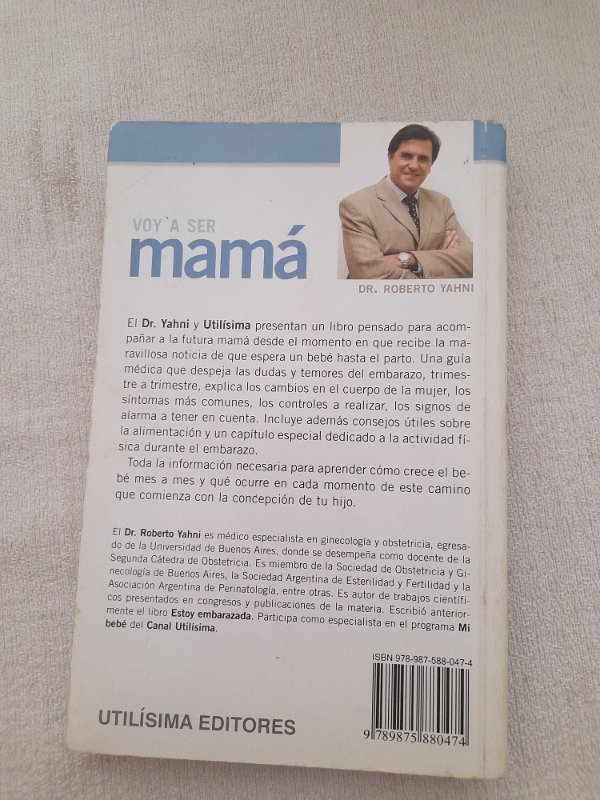 VOY A SER
mamá
DR. ROBERTO YAHNI
El Dr. Yahni y Utilísima presentan un libro pensado para acom-
pañar a la futura mamá desde el momento en que recibe la ma-
ravillosa noticia de que espera un bebé hasta el parto. Una guía
médica que despeja las dudas y temores del embarazo, trimes-
tre a trimestre, explica los cambios en el cuerpo de la mujer, los
síntomas más comunes, los controles a realizar, los signos de
alarma a tener en cuenta. Incluye además consejos útiles sobre
la alimentación y un capítulo especial dedicado a la actividad fí-
sica durante el embarazo.
Toda la información necesaria para aprender cómo crece el be-
bé mes a mes y qué ocurre en cada momento de este camino
que comienza con la concepción de tu hijo.
El Dr. Roberto Yahni es médico especialista en ginecología y obstetricia, egresa-
do de la Universidad de Buenos Aires, donde se desempeña como docente de la
Segunda Cátedra de Obstetricia. Es miembro de la Sociedad de Obstetricia y Gi-
necología de Buenos Aires, la Sociedad Argentina de Esterilidad y Fertilidad y la
Asociación Argentina de Perinatología, entre otras. Es autor de trabajos científi-
cos presentados en congresos y publicaciones de la materia. Escribió anterior-
mente el libro Estoy embarazada. Participa como especialista en el programa Mi
bebé del Canal Utilísima.
ISBN 978-987-588-047-4
9 789875 880474
UTILÍSIMA EDITORES